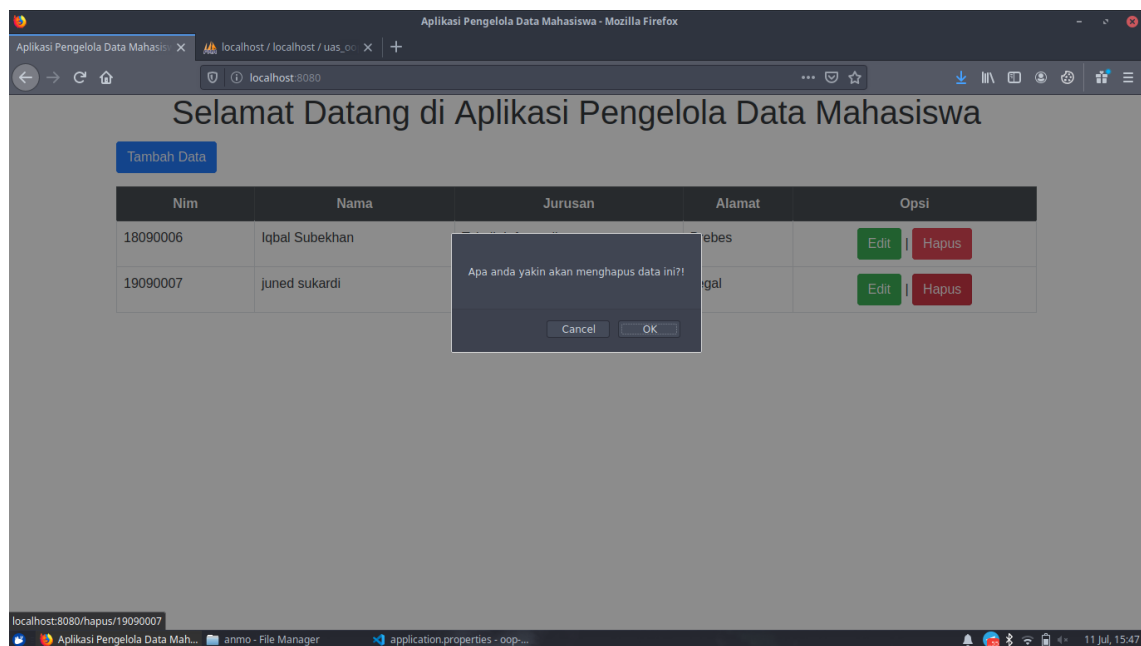 Aplikasi Pengelola Data Mahasiswa - Mozilla Firefox
Aplikasi Pengelola Data Mahasis
localhost / localhost / uas_oo
localhost:8080
Selamat Datang di Aplikasi Pengelola Data Mahasiswa
Tambah Data
Nim Nama Jurusan Alamat Opsi
18090006 Iqbal Subekhan Edit | Hapus
19090007 juned sukardi Edit | Hapus
Apa anda yakin akan menghapus data ini?!
Cancel OK
localhost:8080/hapus/19090007
Aplikasi Pengelola Data Mah... anmo - File Manager application.properties - oop-... 11 Jul, 15:47